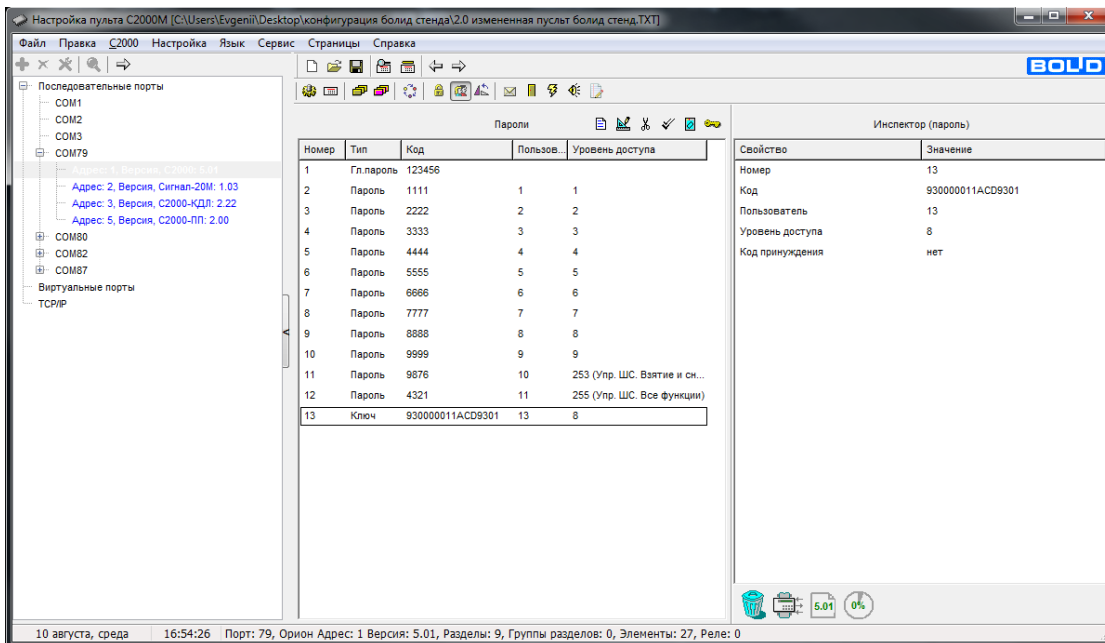 Настройка пульта С2000М [C:\Users\Evgenii\Desktop\конфигурация болид стенда\2.0 измененная пусльт болид стенд.TXT]
Файл Правка С2000 Настройка Язык Сервис Страницы Справка
BOLID
Последовательные порты
COM1
COM2
COM3
COM79
Адрес: 1, Версия, С2000: 5.01
Адрес: 2, Версия, Сигнал-20М: 1.03
Адрес: 3, Версия, С2000-КДЛ: 2.22
Адрес: 5, Версия, С2000-ПП: 2.00
COM80
COM82
COM87
Виртуальные порты
TCP/IP
<
Пароли
Номер Тип Код Пользов... Уровень доступа
1 Гл.пароль 123456
2 Пароль 1111 1 1
3 Пароль 2222 2 2
4 Пароль 3333 3 3
5 Пароль 4444 4 4
6 Пароль 5555 5 5
7 Пароль 6666 6 6
8 Пароль 7777 7 7
9 Пароль 8888 8 8
10 Пароль 9999 9 9
11 Пароль 9876 10 253 (Упр. ШС. Взятие и сн...
12 Пароль 4321 11 255 (Упр. ШС. Все функции)
13 Ключ 930000011ACD9301 13 8
Инспектор (пароль)
Свойство Значение
Номер 13
Код 930000011ACD9301
Пользователь 13
Уровень доступа 8
Код принуждения нет
5.01 0%
10 августа, среда 16:54:26 Порт: 79, Орион Адрес: 1 Версия: 5.01, Разделы: 9, Группы разделов: 0, Элементы: 27, Реле: 0